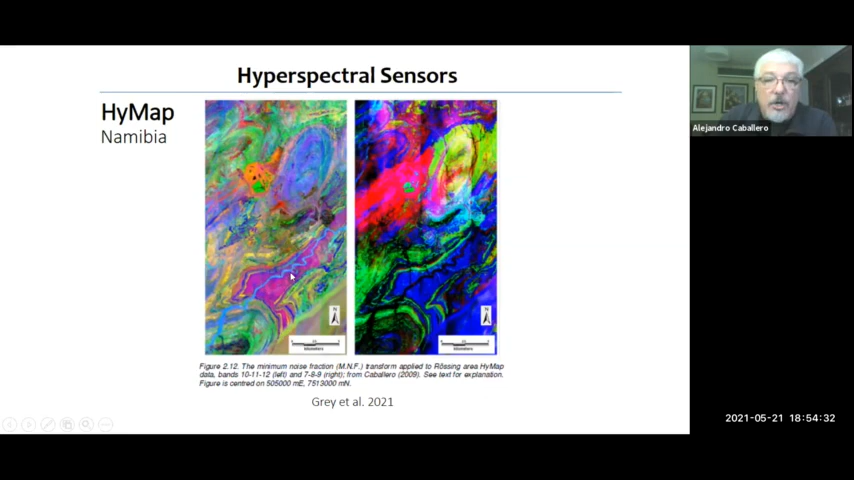 Hyperspectral Sensors
HyMap
Namibia
N
N
kilometers
kilometers
Figure 2.12. The minimum noise fraction (M.N.F.) transform applied to Rössing area HyMap
data, bands 10-11-12 (left) and 7-8-9 (right); from Caballero (2009). See text for explanation.
Figure is centred on 505000 mE, 7513000 mN.
Grey et al. 2021
Alejandro Caballero
2021-05-21 18:54:32